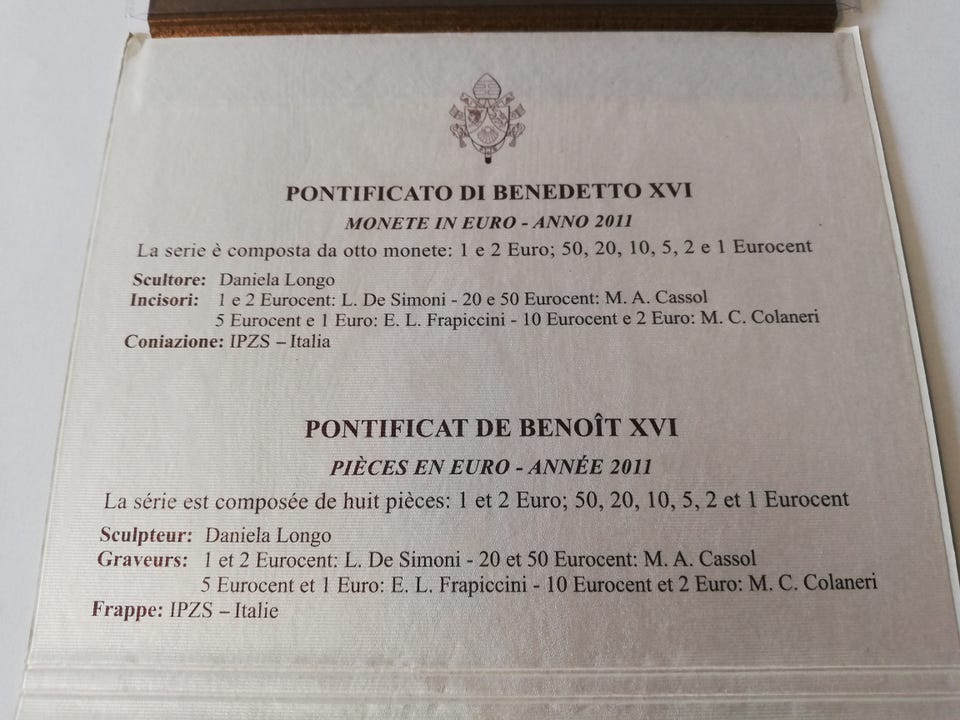 PONTIFICATO DI BENEDETTO XVI
MONETE IN EURO - ANNO 2011
La serie è composta da otto monete: 1 e 2 Euro; 50, 20, 10, 5, 2 e 1 Eurocent
Scultore: Daniela Longo
Incisori: 1 e 2 Eurocent: L. De Simoni - 20 e 50 Eurocent: M. A. Cassol
5 Eurocent e 1 Euro: E. L. Frapiccini - 10 Eurocent e 2 Euro: M. C. Colaneri
Coniazione: IPZS – Italia
PONTIFICAT DE BENOÎT XVI
PIÈCES EN EURO - ANNÉE 2011
La série est composée de huit pièces: 1 et 2 Euro; 50, 20, 10, 5, 2 et 1 Eurocent
Sculpteur: Daniela Longo
Graveurs: 1 et 2 Eurocent: L. De Simoni - 20 et 50 Eurocent: M. A. Cassol
5 Eurocent et 1 Euro: E. L. Frapiccini - 10 Eurocent et 2 Euro: M. C. Colaneri
Frappe: IPZS – Italie